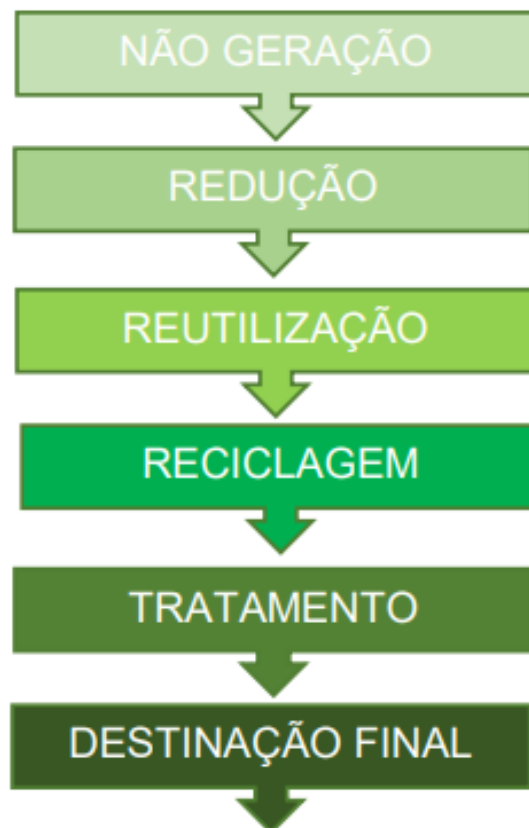 NÃO GERAÇÃO
REDUÇÃO
REUTILIZAÇÃO
RECICLAGEM
TRATAMENTO
DESTINAÇÃO FINAL